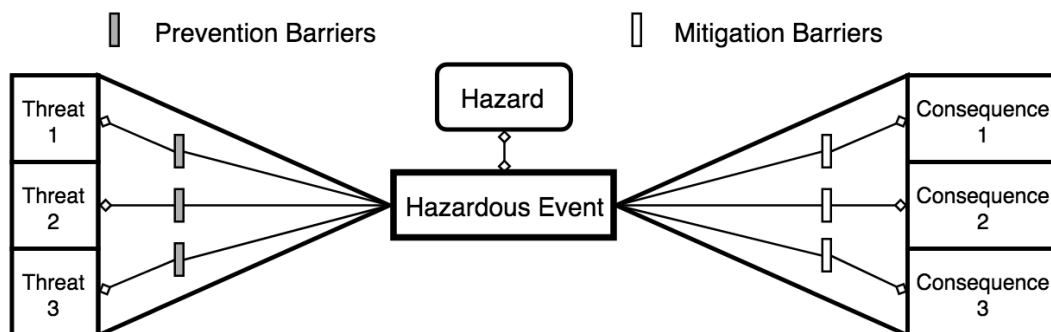 Prevention Barriers
Mitigation Barriers
Hazard
Threat
1
Threat
2
Threat
3
Hazardous Event
Consequence
1
Consequence
2
Consequence
3